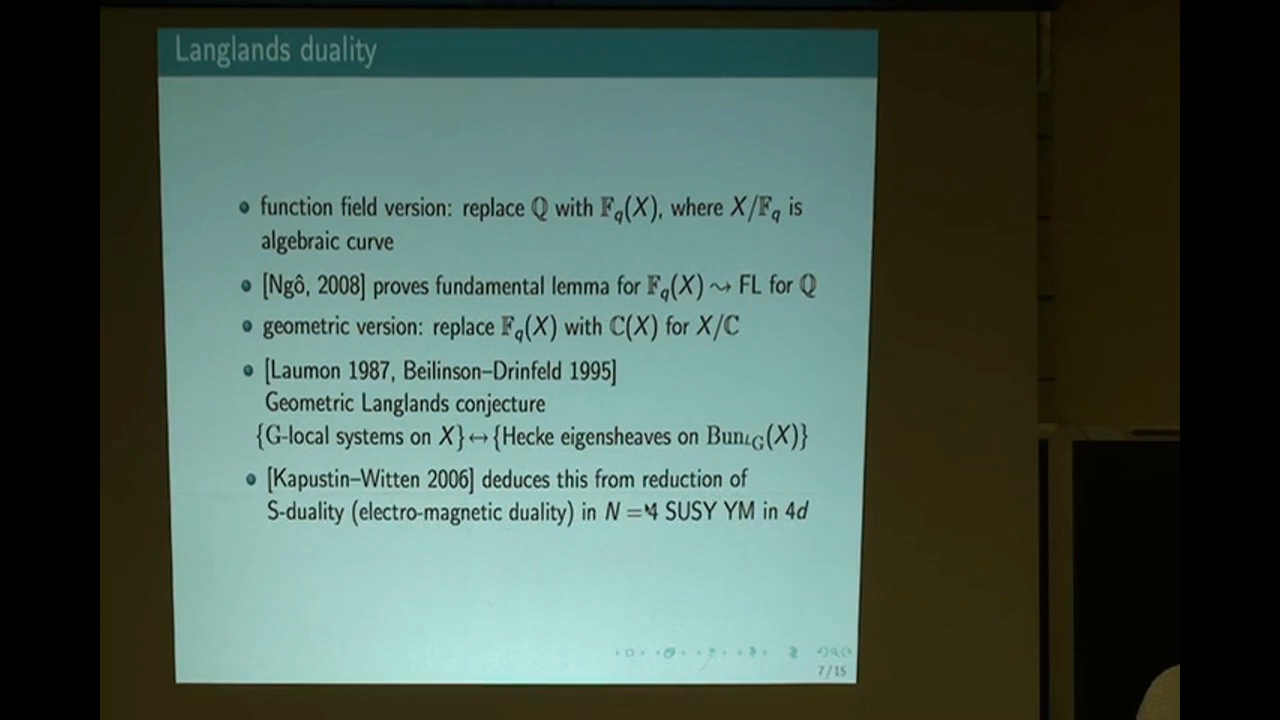 Langlands duality
function field version: replace ℚ with 𝔽q(X), where X/𝔽q is
algebraic curve
[Ngô, 2008] proves fundamental lemma for 𝔽q(X) ⇝ FL for ℚ
geometric version: replace 𝔽q(X) with ℂ(X) for X/ℂ
[Laumon 1987, Beilinson–Drinfeld 1995]
Geometric Langlands conjecture
{G-local systems on X} ↔ {Hecke eigensheaves on Bun_{ᴸG}(X)}
[Kapustin–Witten 2006] deduces this from reduction of
S-duality (electro-magnetic duality) in N = 4 SUSY YM in 4d
7/15